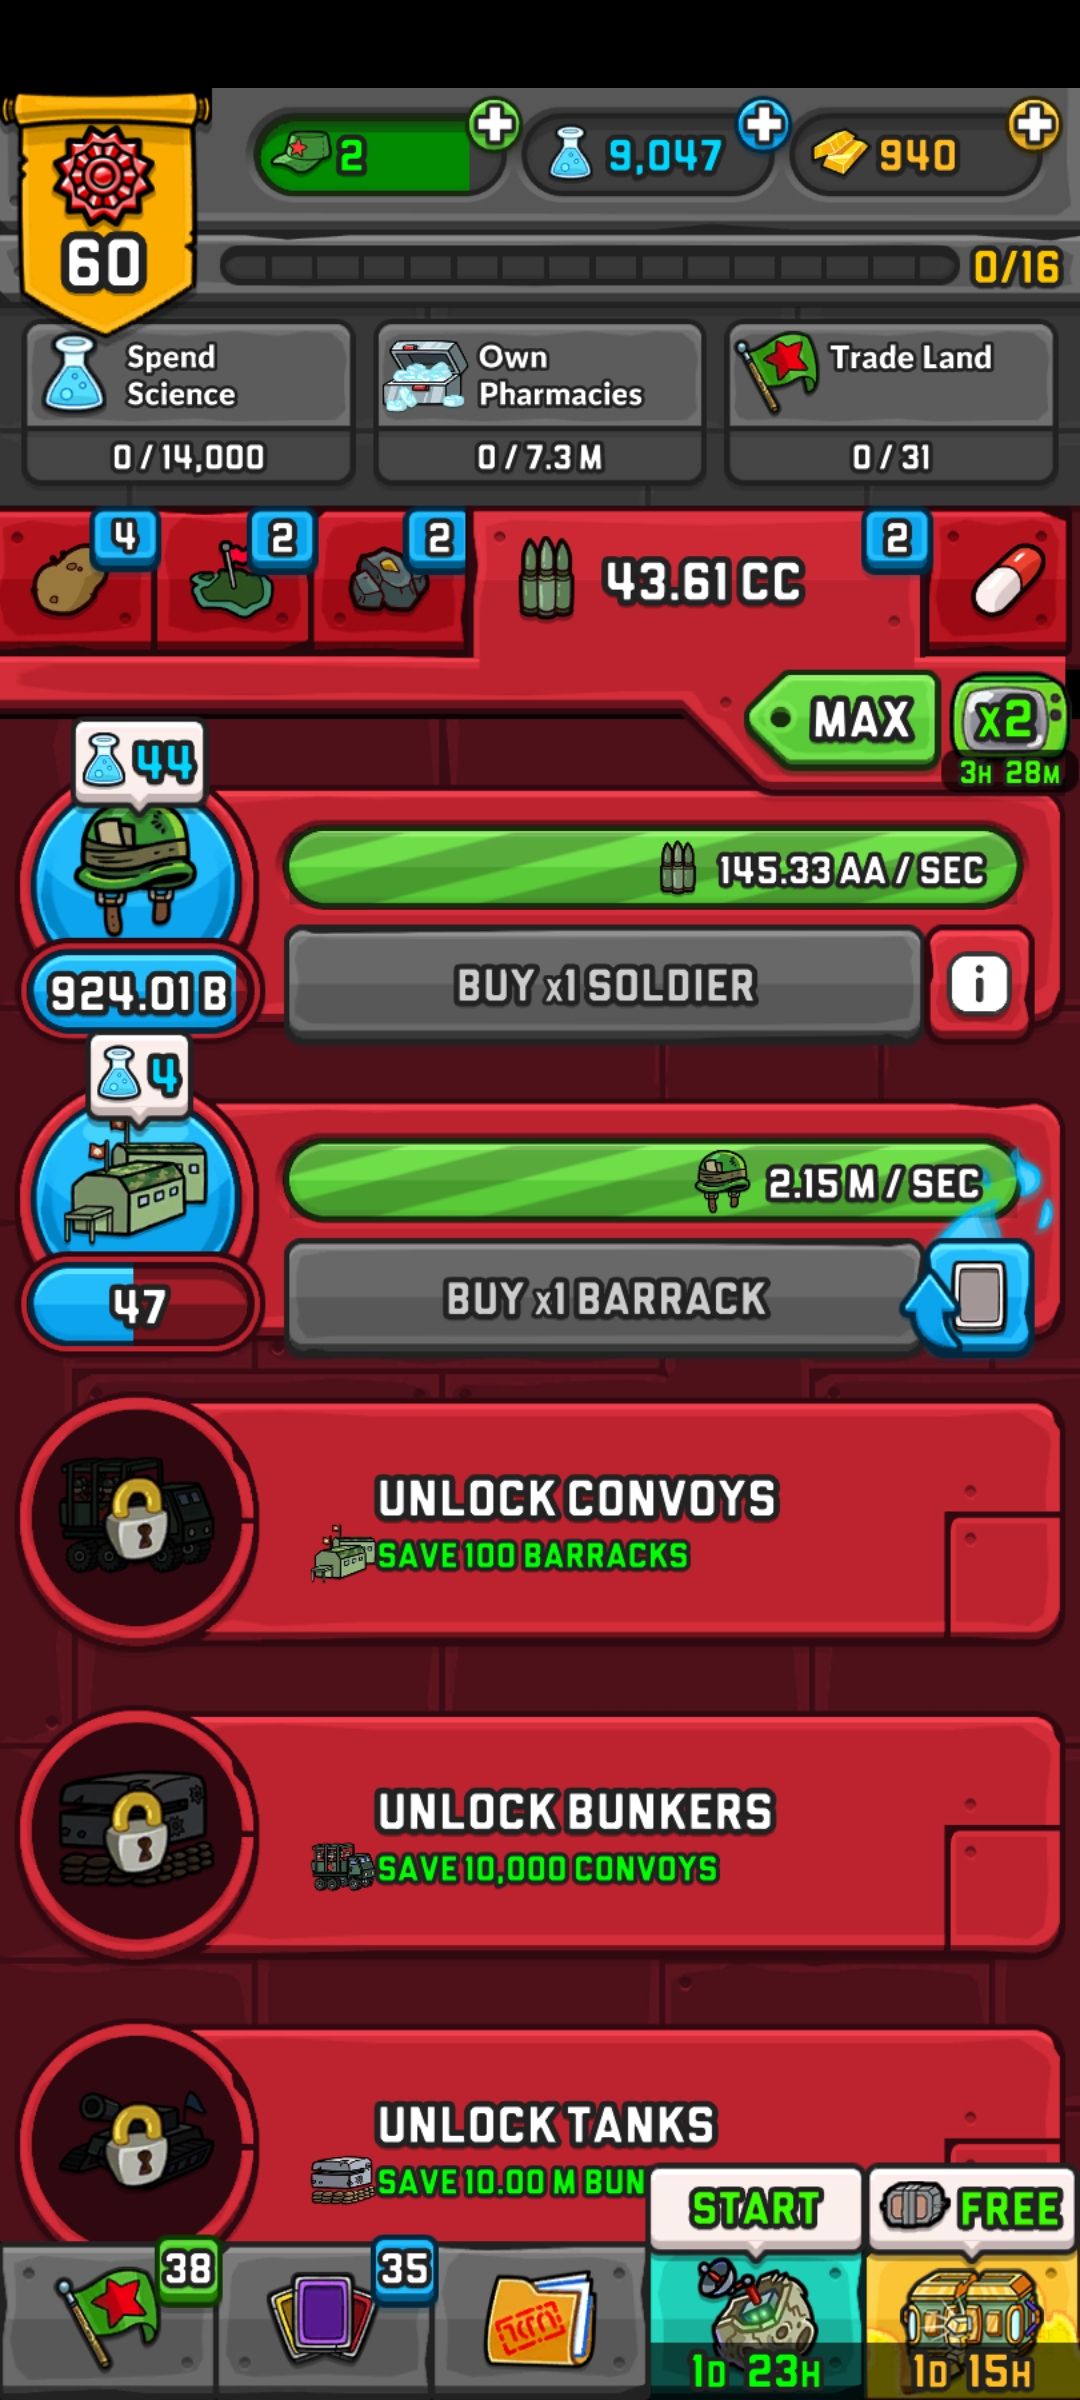 2
9,047
940
60
0/16
Spend
Science
0/14,000
Own
Pharmacies
0/7.3 M
Trade Land
0/31
4
2
2
43.61 CC
2
MAX
x2
3H 28M
44
145.33 AA / SEC
924.01 B
BUY x1 SOLDIER
i
4
2.15 M / SEC
47
BUY x1 BARRACK
UNLOCK CONVOYS
SAVE 100 BARRACKS
UNLOCK BUNKERS
SAVE 10,000 CONVOYS
UNLOCK TANKS
SAVE 10.00 M BUN
START
FREE
38
35
1D 23H
1D 15H